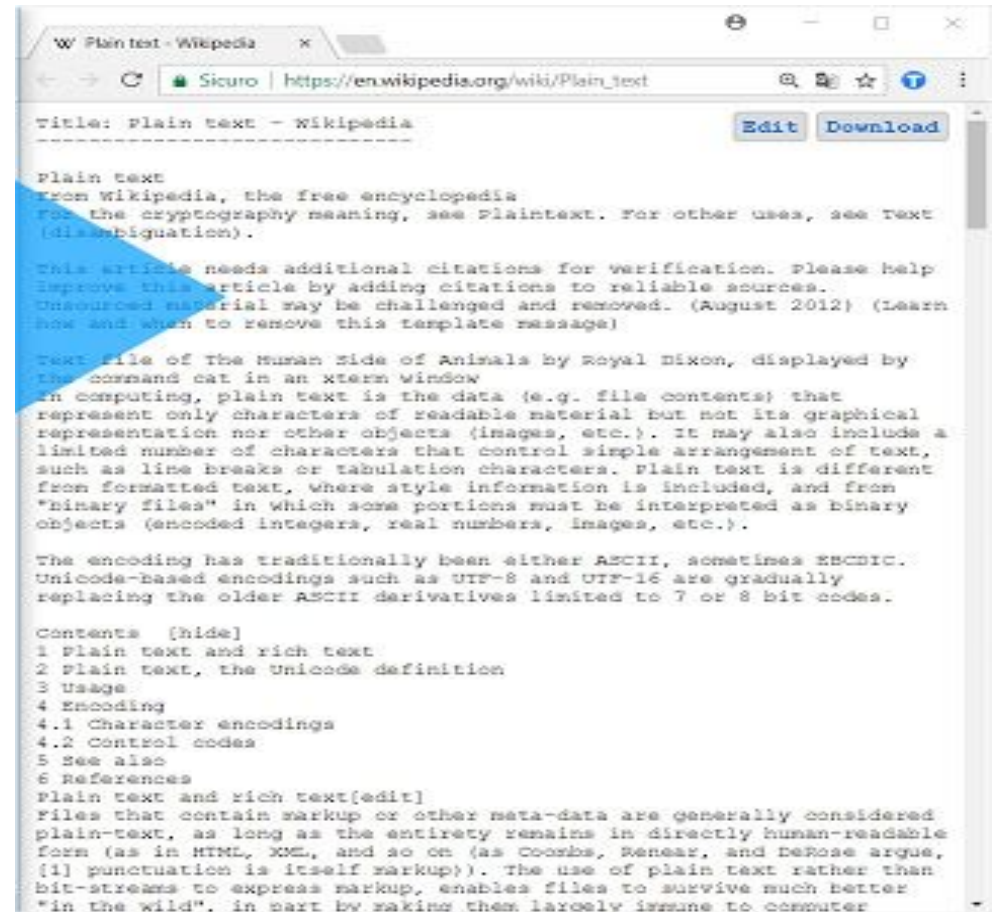 W Plain text - Wikipedia
Sicuro | https://en.wikipedia.org/wiki/Plain_text
Title: Plain text - Wikipedia
Edit Download
------------------------------
Plain text
From Wikipedia, the free encyclopedia
For the cryptography meaning, see Plaintext. For other uses, see Text
(disambiguation).
This article needs additional citations for verification. Please help
improve this article by adding citations to reliable sources.
Unsourced material may be challenged and removed. (August 2012) (Learn
how and when to remove this template message)
Text file of The Human Side of Animals by Royal Dixon, displayed by
the command cat in an xterm window
In computing, plain text is the data (e.g. file contents) that
represent only characters of readable material but not its graphical
representation nor other objects (images, etc.). It may also include a
limited number of characters that control simple arrangement of text,
such as line breaks or tabulation characters. Plain text is different
from formatted text, where style information is included, and from
"binary files" in which some portions must be interpreted as binary
objects (encoded integers, real numbers, images, etc.).
The encoding has traditionally been either ASCII, sometimes EBCDIC.
Unicode-based encodings such as UTF-8 and UTF-16 are gradually
replacing the older ASCII derivatives limited to 7 or 8 bit codes.
Contents [hide]
1 Plain text and rich text
2 Plain text, the Unicode definition
3 Usage
4 Encoding
4.1 Character encodings
4.2 Control codes
5 See also
6 References
Plain text and rich text[edit]
Files that contain markup or other meta-data are generally considered
plain-text, as long as the entirety remains in directly human-readable
form (as in HTML, XML, and so on (as Coombs, Renear, and DeRose argue,
[1] punctuation is itself markup)). The use of plain text rather than
bit-streams to express markup, enables files to survive much better
"in the wild", in part by making them largely immune to computer